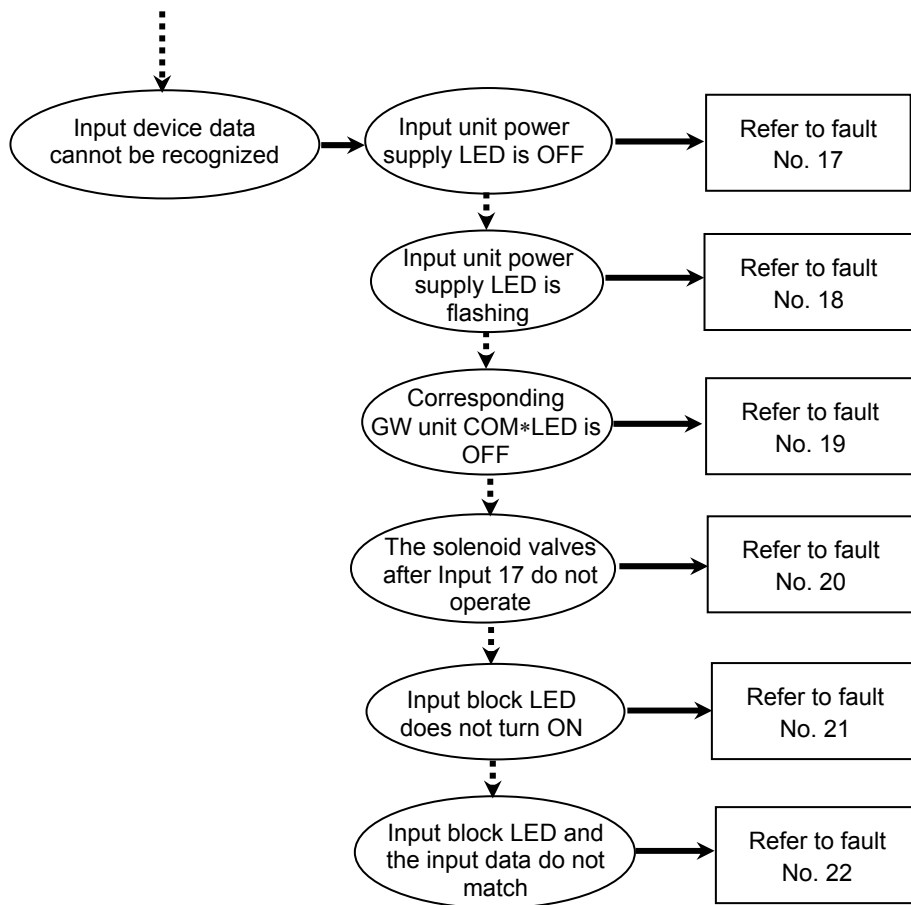 Input device data
cannot be recognized
Input unit power
supply LED is OFF
Refer to fault
No. 17
Input unit power
supply LED is
flashing
Refer to fault
No. 18
Corresponding
GW unit COM*LED is
OFF
Refer to fault
No. 19
The solenoid valves
after Input 17 do not
operate
Refer to fault
No. 20
Input block LED
does not turn ON
Refer to fault
No. 21
Input block LED and
the input data do not
match
Refer to fault
No. 22